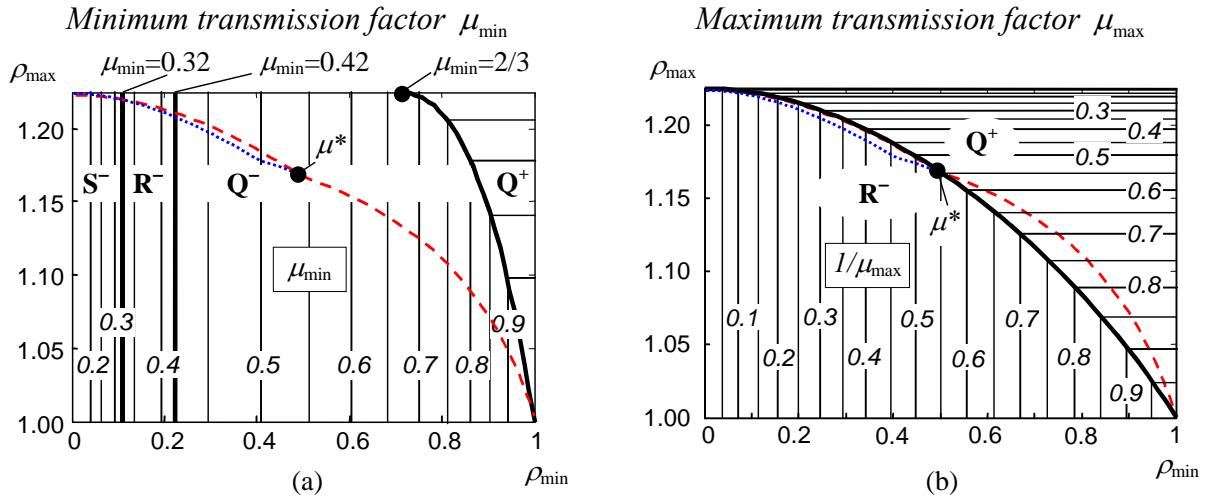 Minimum transmission factor μmin
Maximum transmission factor μmax
ρmax
μmin=0.32
μmin=0.42
μmin=2/3
1.20
1.15
1.10
1.05
1.00
S⁻
R⁻
Q⁻
μ*
Q⁺
μmin
0.2
0.3
0.4
0.5
0.6
0.7
0.8
0.9
0
0.2
0.4
0.6
0.8
1
ρmin
(a)
ρmax
1.20
1.15
1.10
1.05
1.00
0.3
0.4
0.5
Q⁺
0.6
0.7
0.8
R⁻
μ*
1/μmax
0.1
0.2
0.3
0.4
0.5
0.6
0.7
0.8
0.9
0
0.2
0.4
0.6
0.8
1
ρmin
(b)